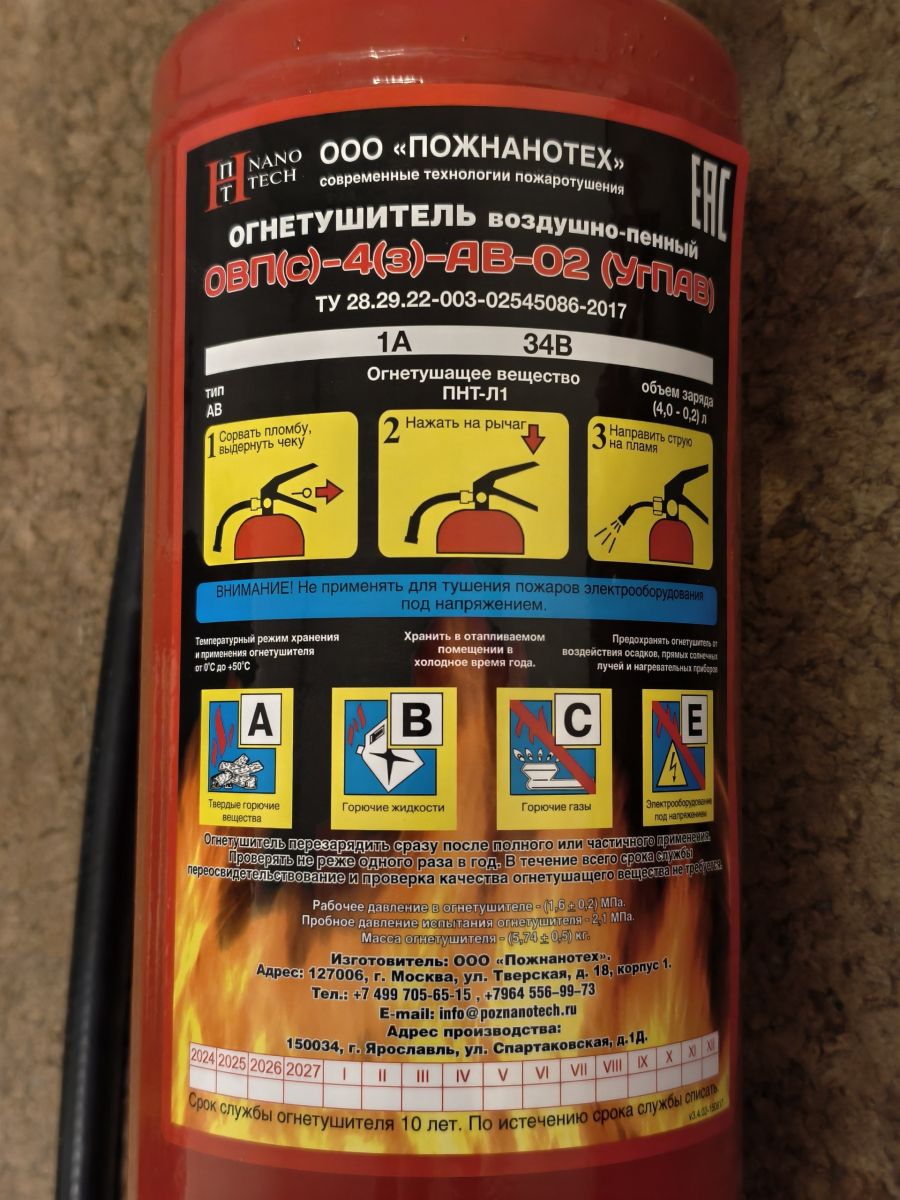 НПТ NANO TECH
ООО «ПОЖНАНОТЕХ»
современные технологии пожаротушения
EAC
ОГНЕТУШИТЕЛЬ воздушно-пенный
ОВП(с)-4(з)-АВ-02 (УгПАВ)
ТУ 28.29.22-003-02545086-2017
1А 34В
тип
АВ
Огнетушащее вещество
ПНТ-Л1
объем заряда
(4,0 - 0,2) л
1 Сорвать пломбу,
выдернуть чеку
2 Нажать на рычаг
3 Направить струю
на пламя
ВНИМАНИЕ! Не применять для тушения пожаров электрооборудования
под напряжением.
Температурный режим хранения
и применения огнетушителя
от 0°С до +50°С
Хранить в отапливаемом
помещении в
холодное время года.
Предохранять огнетушитель от
воздействия осадков, прямых солнечных
лучей и нагревательных приборов
A
Твердые горючие
вещества
B
Горючие жидкости
C
Горючие газы
E
Электрооборудование
под напряжением
Огнетушитель перезарядить сразу после полного или частичного применения.
Проверять не реже одного раза в год. В течение всего срока службы
переосвидетельствование и проверка качества огнетушащего вещества не требуется.
Рабочее давление в огнетушителе - (1,6 ± 0,2) МПа.
Пробное давление испытания огнетушителя - 2,1 МПа.
Масса огнетушителя - (5,74 ± 0,5) кг.
Изготовитель: ООО «Пожнанотех».
Адрес: 127006, г. Москва, ул. Тверская, д. 18, корпус 1.
Тел.: +7 499 705-65-15 , +7964 556–99–73
E-mail: info@poznanotech.ru
Адрес производства:
150034, г. Ярославль, ул. Спартаковская, д.1Д.
2024 2025 2026 2027 I II III IV V VI VII VIII IX X XI XII
Срок службы огнетушителя 10 лет. По истечению срока службы списать.